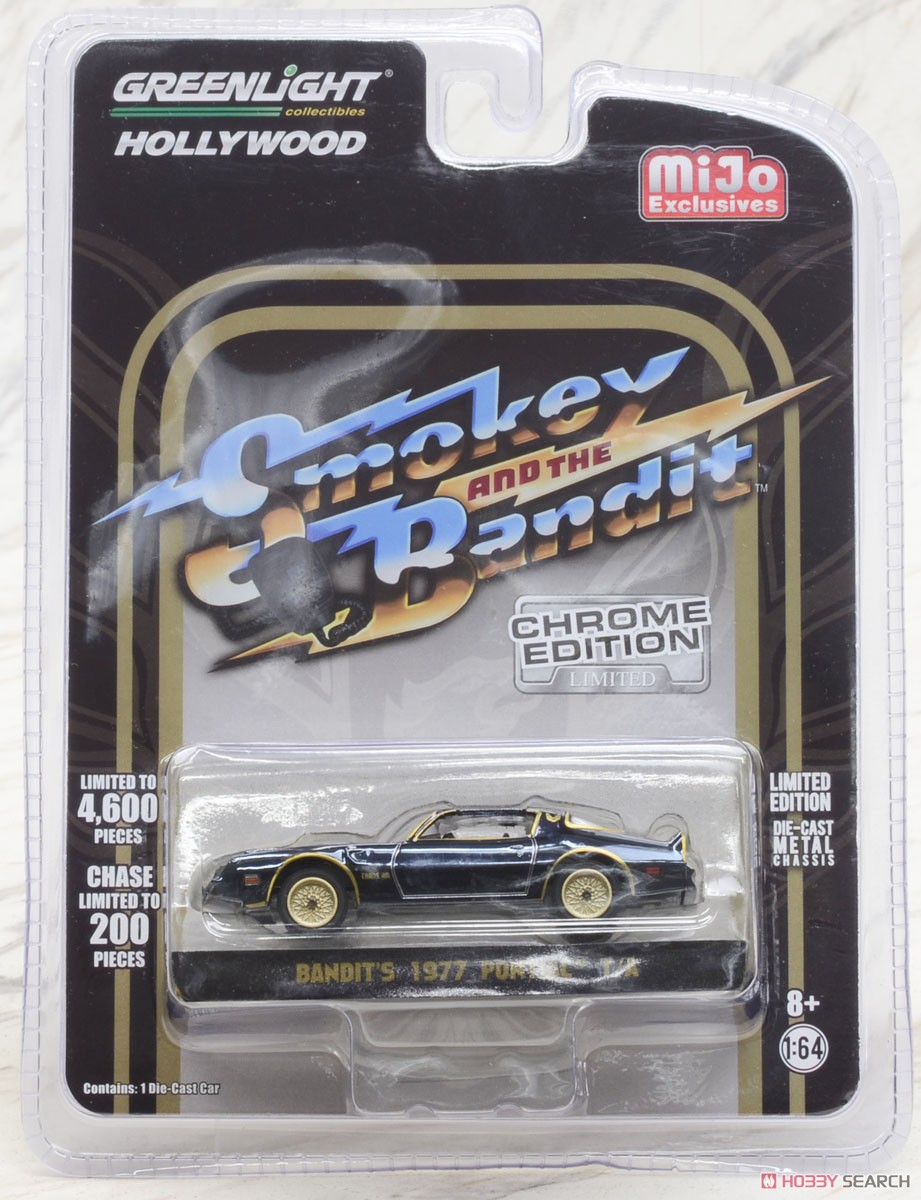 GREENLiGHT®
collectibles
HOLLYWOOD
MiJo
Exclusives
Smokey
AND THE
Bandit™
CHROME
EDITION
LIMITED
LIMITED TO
4,600
PIECES
CHASE
LIMITED TO
200
PIECES
LIMITED
EDITION
DIE-CAST
METAL
CHASSIS
BANDIT'S 1977 T/A
8+
1:64
Contains: 1 Die-Cast Car
HOBBY SEARCH